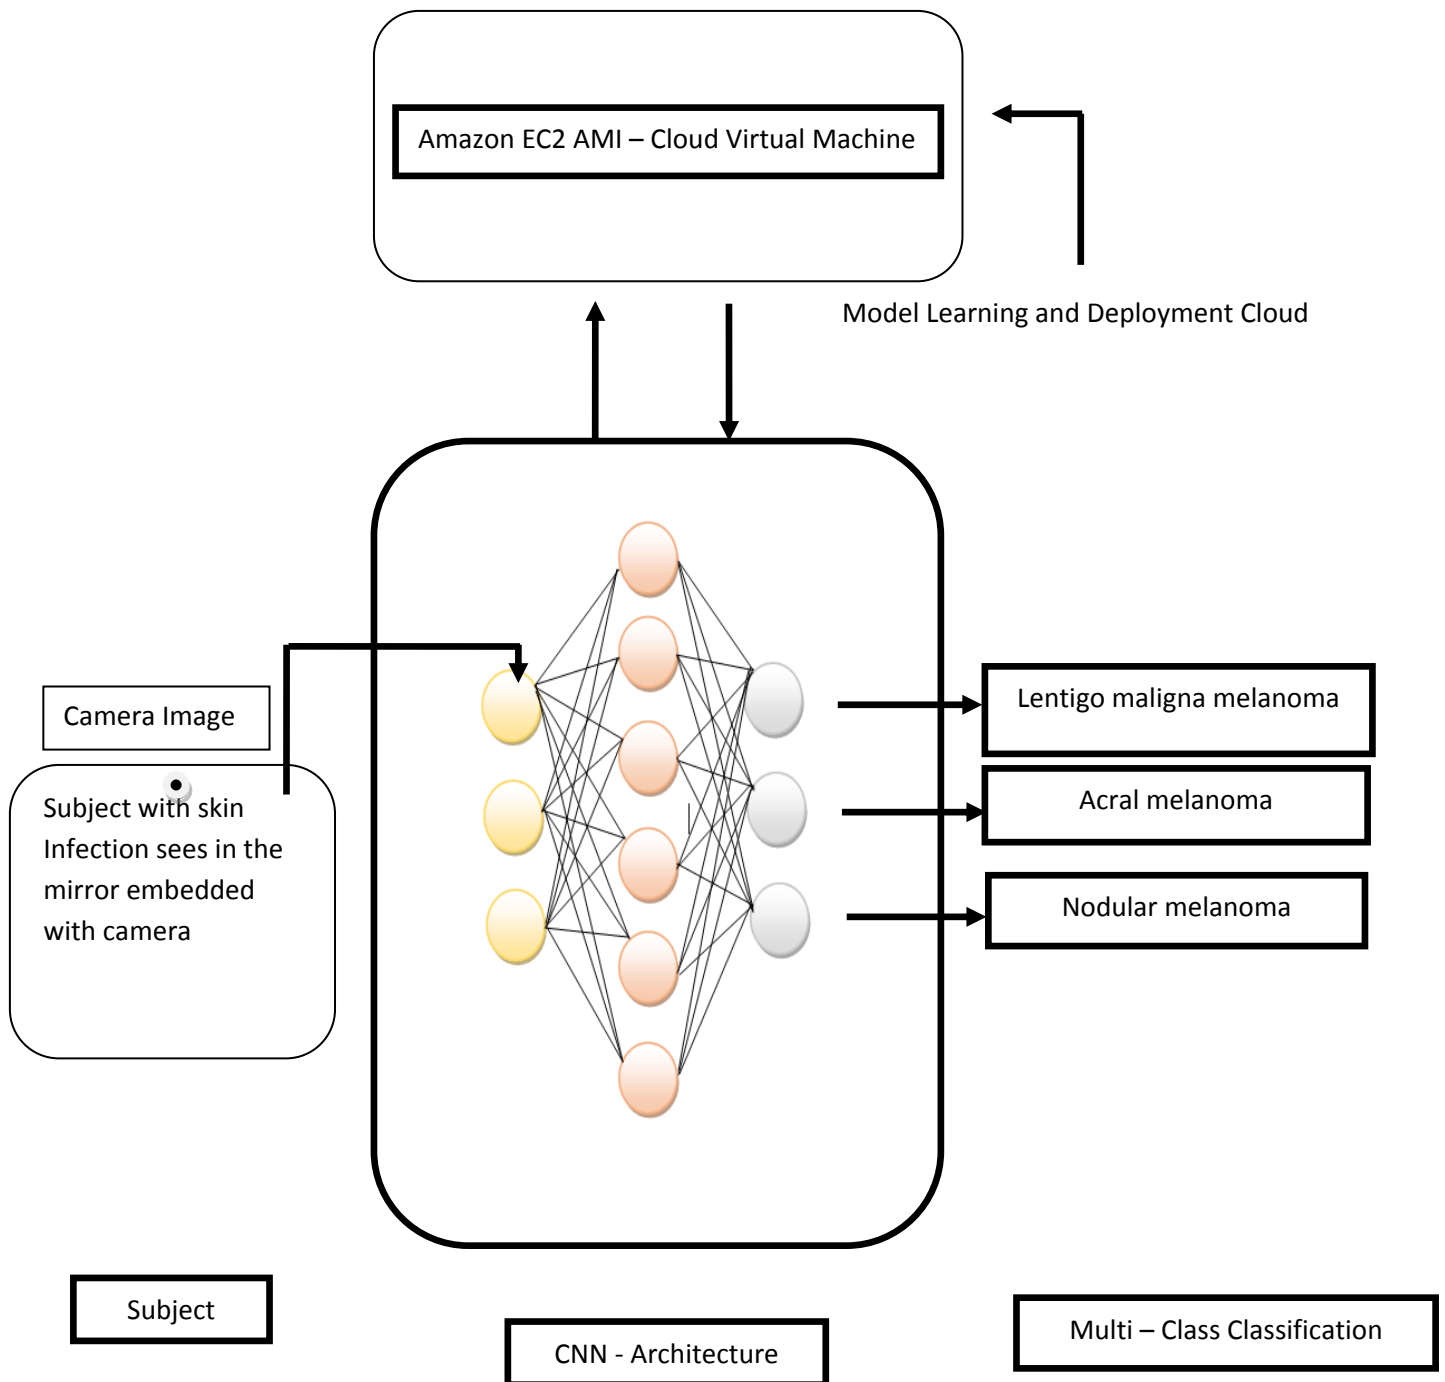 Amazon EC2 AMI – Cloud Virtual Machine
Model Learning and Deployment Cloud
Camera Image
Subject with skin
Infection sees in the
mirror embedded
with camera
Lentigo maligna melanoma
Acral melanoma
Nodular melanoma
Subject
CNN - Architecture
Multi – Class Classification